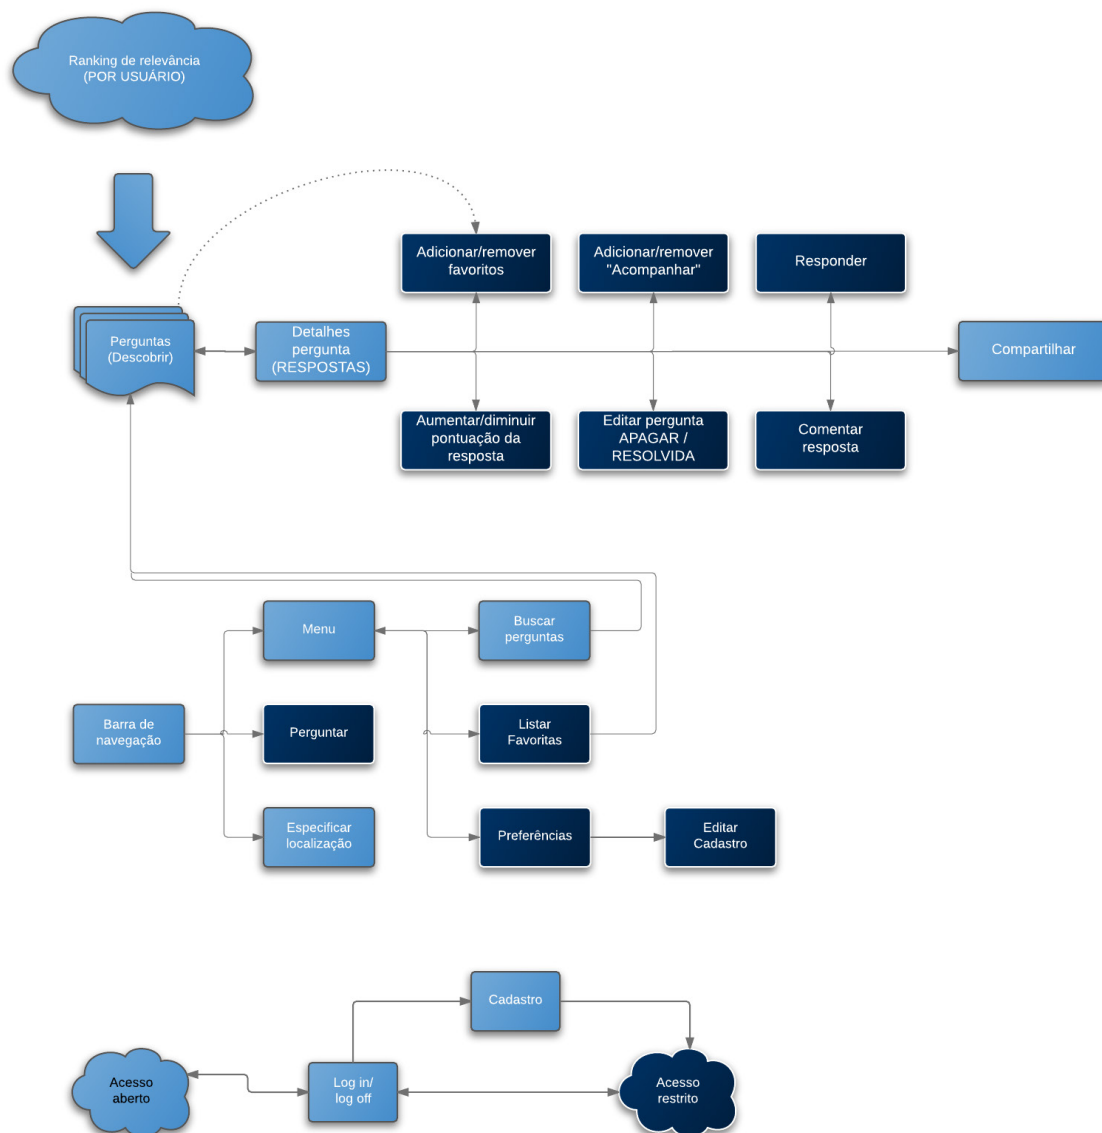 Ranking de relevância
(POR USUÁRIO)
Adicionar/remover
favoritos
Adicionar/remover
"Acompanhar"
Responder
Perguntas
(Descobrir)
Detalhes
pergunta
(RESPOSTAS)
Compartilhar
Aumentar/diminuir
pontuação da
resposta
Editar pergunta
APAGAR /
RESOLVIDA
Comentar
resposta
Menu
Buscar
perguntas
Barra de
navegação
Perguntar
Listar
Favoritas
Especificar
localização
Preferências
Editar
Cadastro
Cadastro
Acesso
aberto
Log in/
log off
Acesso
restrito